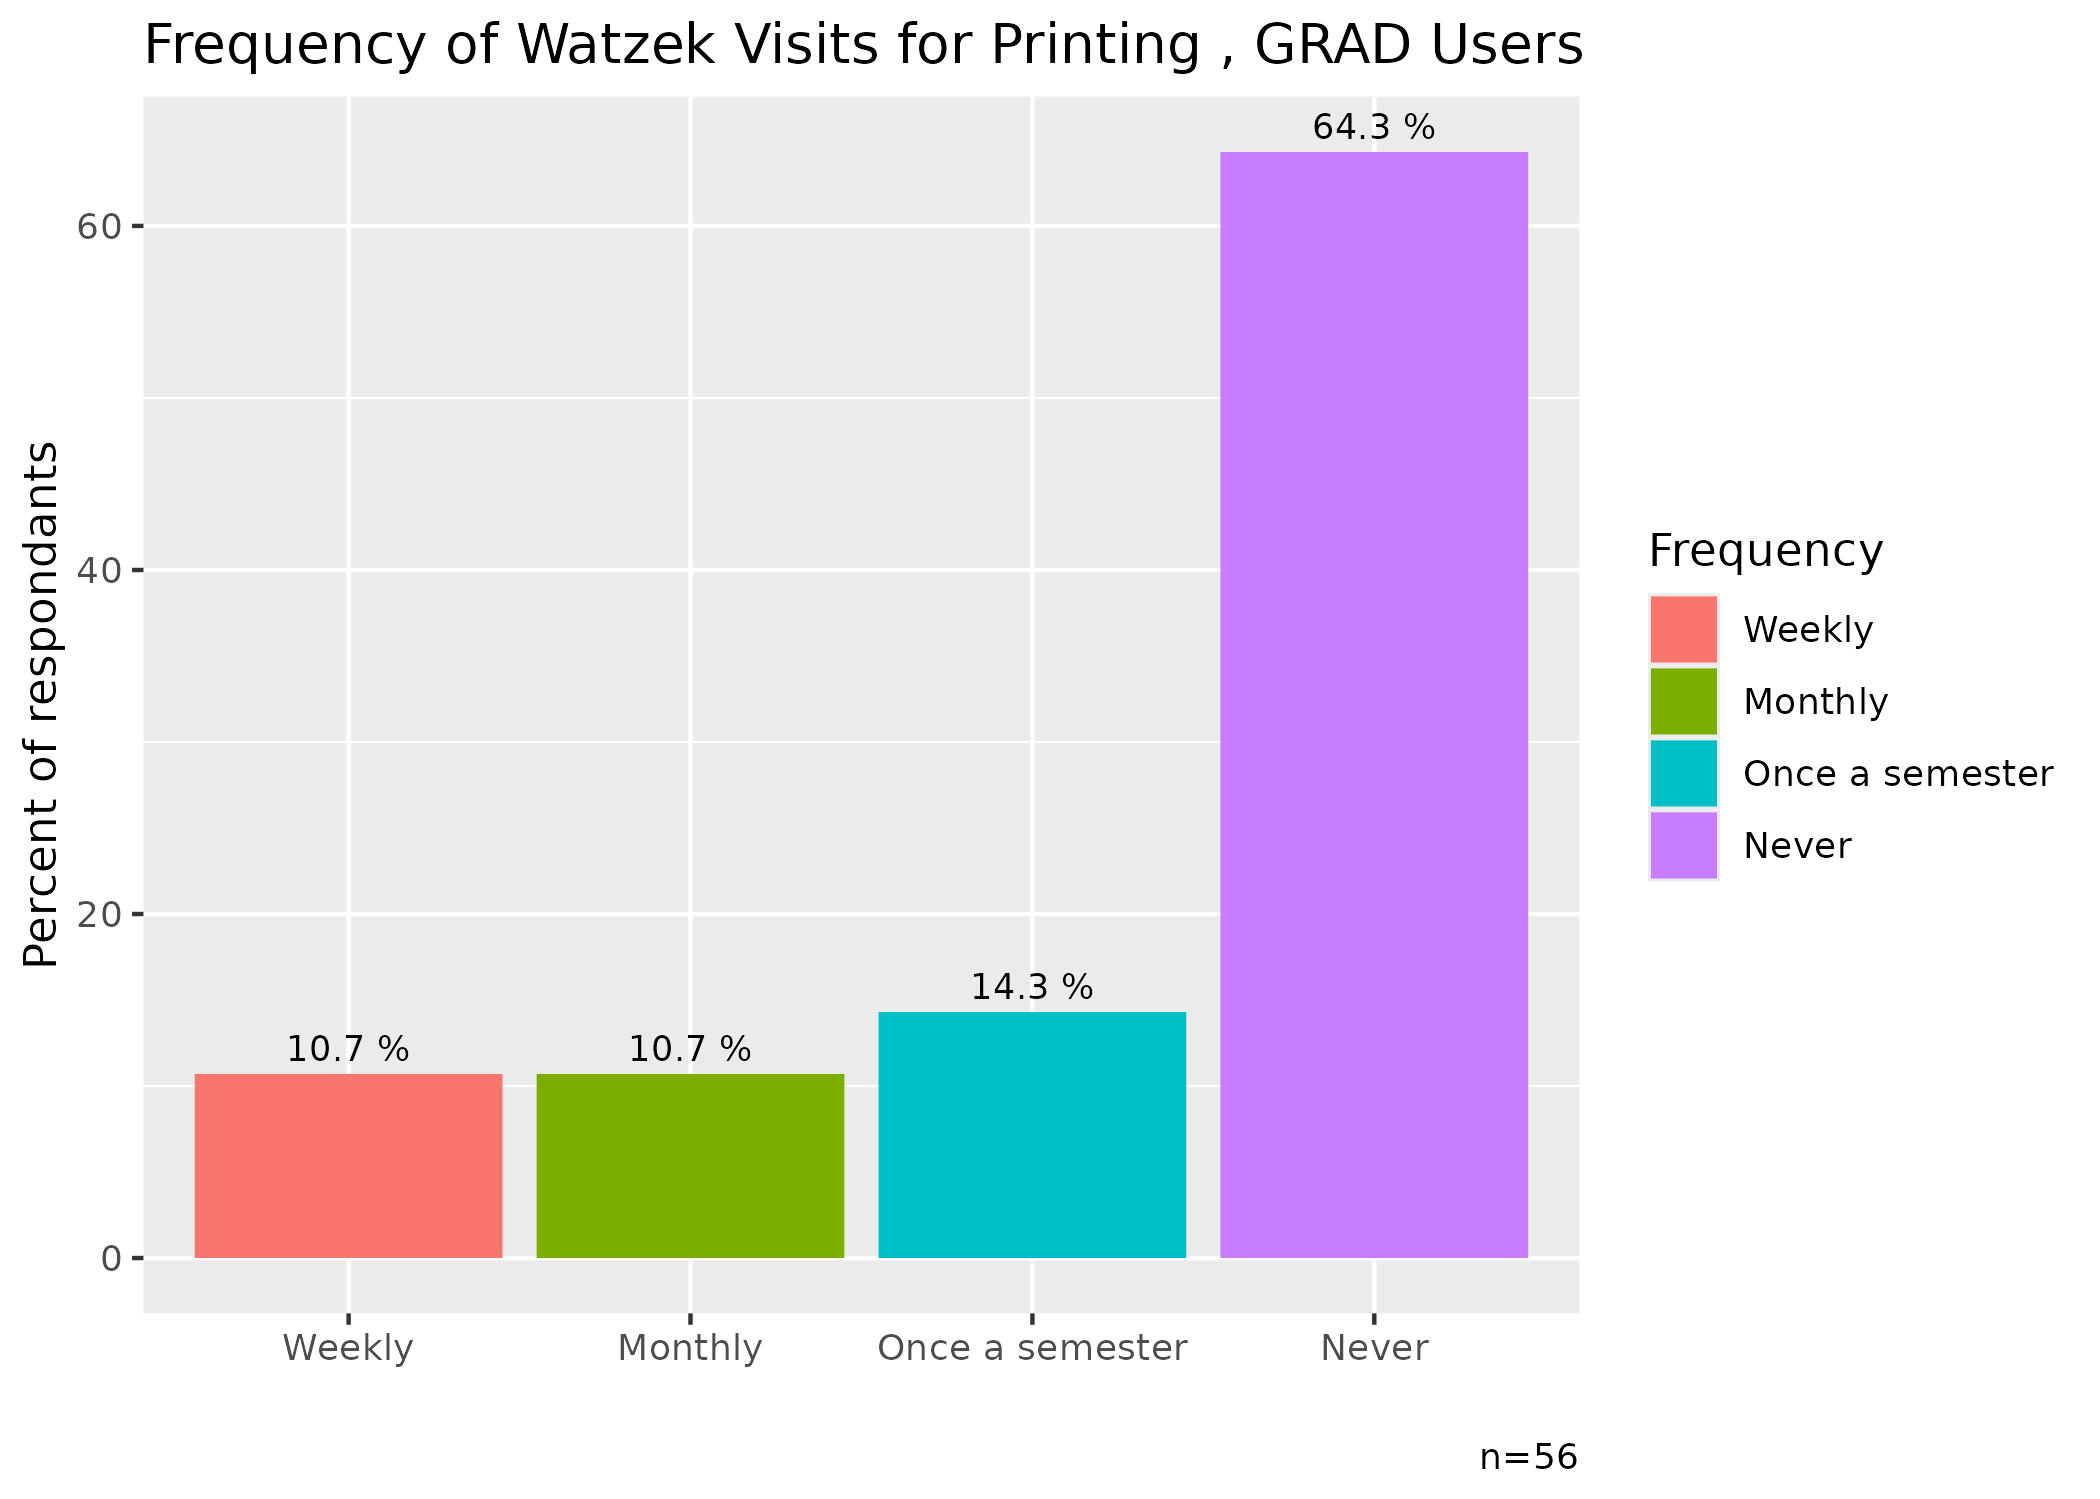 Frequency of Watzek Visits for Printing , GRAD Users
Percent of respondants
60
40
20
0
64.3 %
14.3 %
10.7 %
10.7 %
Weekly
Monthly
Once a semester
Never
Frequency
Weekly
Monthly
Once a semester
Never
n=56